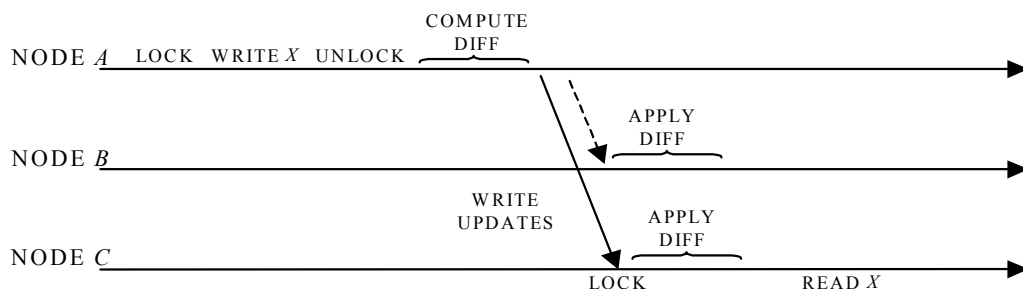 COMPUTE
DIFF
NODE A LOCK WRITE X UNLOCK
APPLY
DIFF
NODE B
WRITE
UPDATES
APPLY
DIFF
NODE C
LOCK READ X